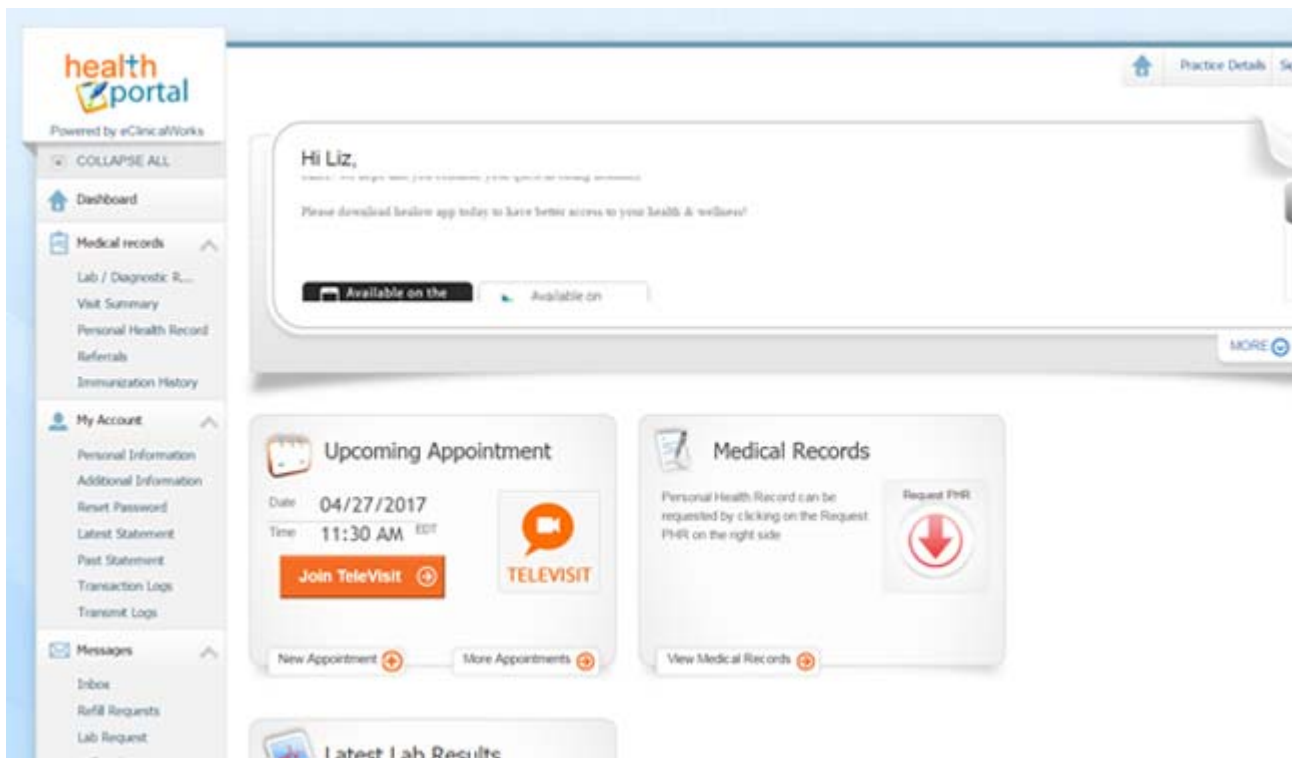 health
portal
Powered by eClinicalWorks
COLLAPSE ALL
Dashboard
Medical records
Lab / Diagnostic R...
Visit Summary
Personal Health Record
Referrals
Immunization History
My Account
Personal Information
Additional Information
Reset Password
Latest Statement
Past Statement
Transaction Logs
Transmit Logs
Messages
Inbox
Refill Requests
Lab Request
Practice Details
Hi Liz,
Please download healow app today to have better access to your health & wellness!
Available on the
Available on
MORE
Upcoming Appointment
Date 04/27/2017
Time 11:30 AM EDT
Join TeleVisit
TELEVISIT
New Appointment
More Appointments
Medical Records
Personal Health Record can be
requested by clicking on the Request
PHR on the right side
Request PHR
View Medical Records
Latest Lab Results